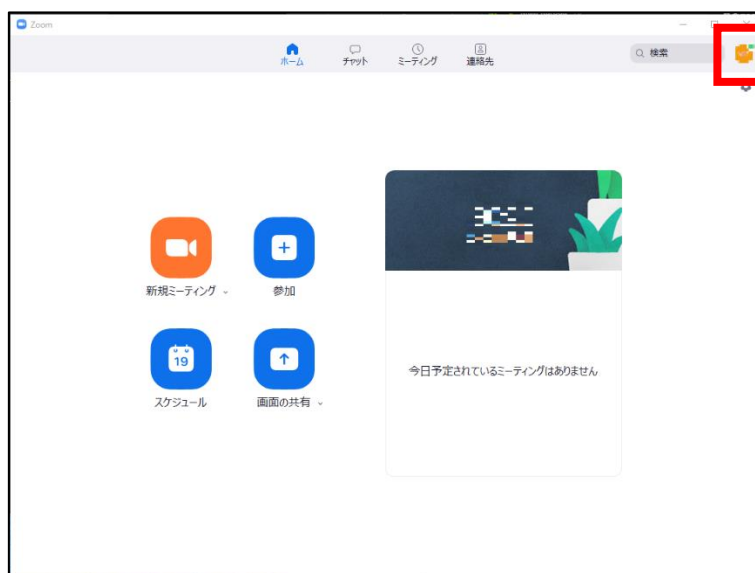 Zoom
ホーム
チャット
ミーティング
連絡先
検索
新規ミーティング
参加
19
スケジュール
画面の共有
今日予定されているミーティングはありません